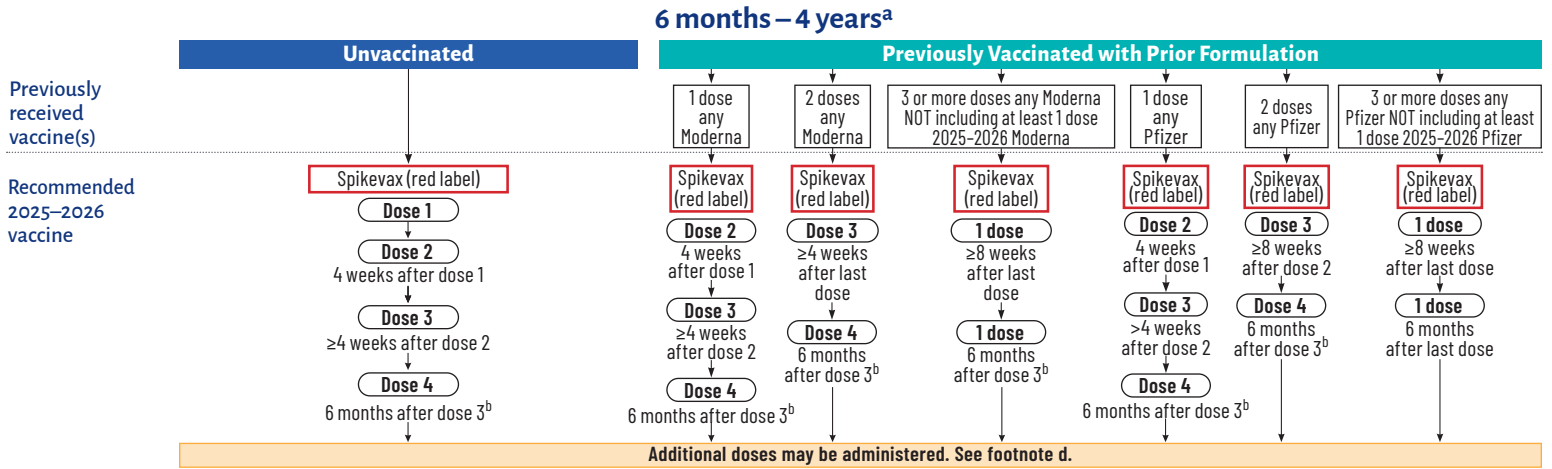 6 months – 4 yearsᵃ
Unvaccinated
Previously Vaccinated with Prior Formulation
Previously
received
vaccine(s)
1 dose
any
Moderna
2 doses
any
Moderna
3 or more doses any Moderna
NOT including at least 1 dose
2025–2026 Moderna
1 dose
any
Pfizer
2 doses
any Pfizer
3 or more doses any
Pfizer NOT including at least
1 dose 2025–2026 Pfizer
Recommended
2025–2026
vaccine
Spikevax (red label)
Dose 1
Dose 2
4 weeks after dose 1
Dose 3
≥4 weeks after dose 2
Dose 4
6 months after dose 3ᵇ
Spikevax
(red label)
Dose 2
4 weeks
after dose 1
Dose 3
≥4 weeks
after dose 2
Dose 4
6 months after dose 3ᵇ
Spikevax
(red label)
Dose 3
≥4 weeks
after last
dose
Dose 4
6 months
after dose 3ᵇ
Spikevax
(red label)
1 dose
≥8 weeks
after last
dose
1 dose
6 months
after dose 3ᵇ
Spikevax
(red label)
Dose 2
4 weeks
after dose 1
Dose 3
>4 weeks
after dose 2
Dose 4
6 months after dose 3ᵇ
Spikevax
(red label)
Dose 3
≥8 weeks
after dose 2
Dose 4
6 months
after dose 3ᵇ
Spikevax
(red label)
1 dose
≥8 weeks
after last dose
1 dose
6 months
after last dose
Additional doses may be administered. See footnote d.